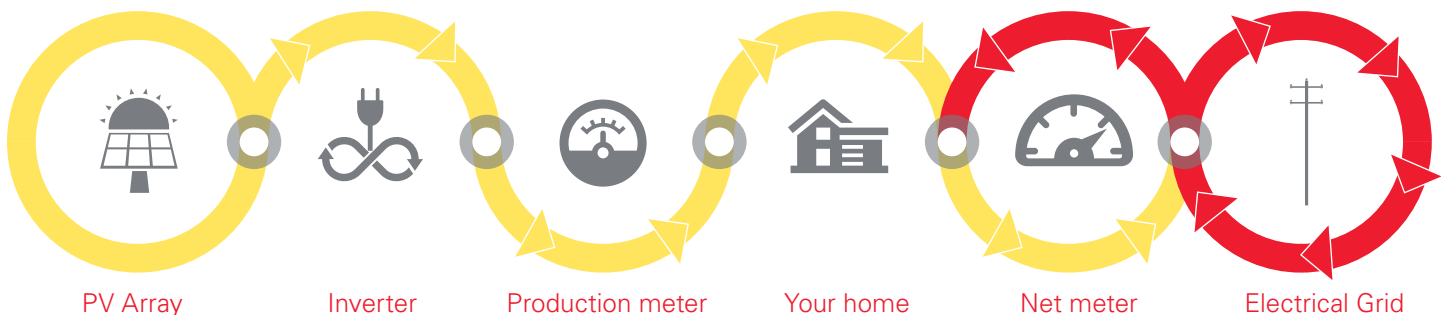 PV Array
Inverter
Production meter
Your home
Net meter
Electrical Grid